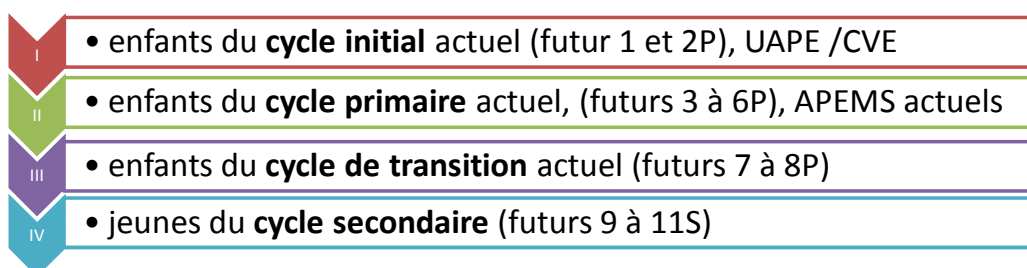 I
• enfants du cycle initial actuel (futur 1 et 2P), UAPE /CVE
II
• enfants du cycle primaire actuel, (futurs 3 à 6P), APEMS actuels
III
• enfants du cycle de transition actuel (futurs 7 à 8P)
IV
• jeunes du cycle secondaire (futurs 9 à 11S)